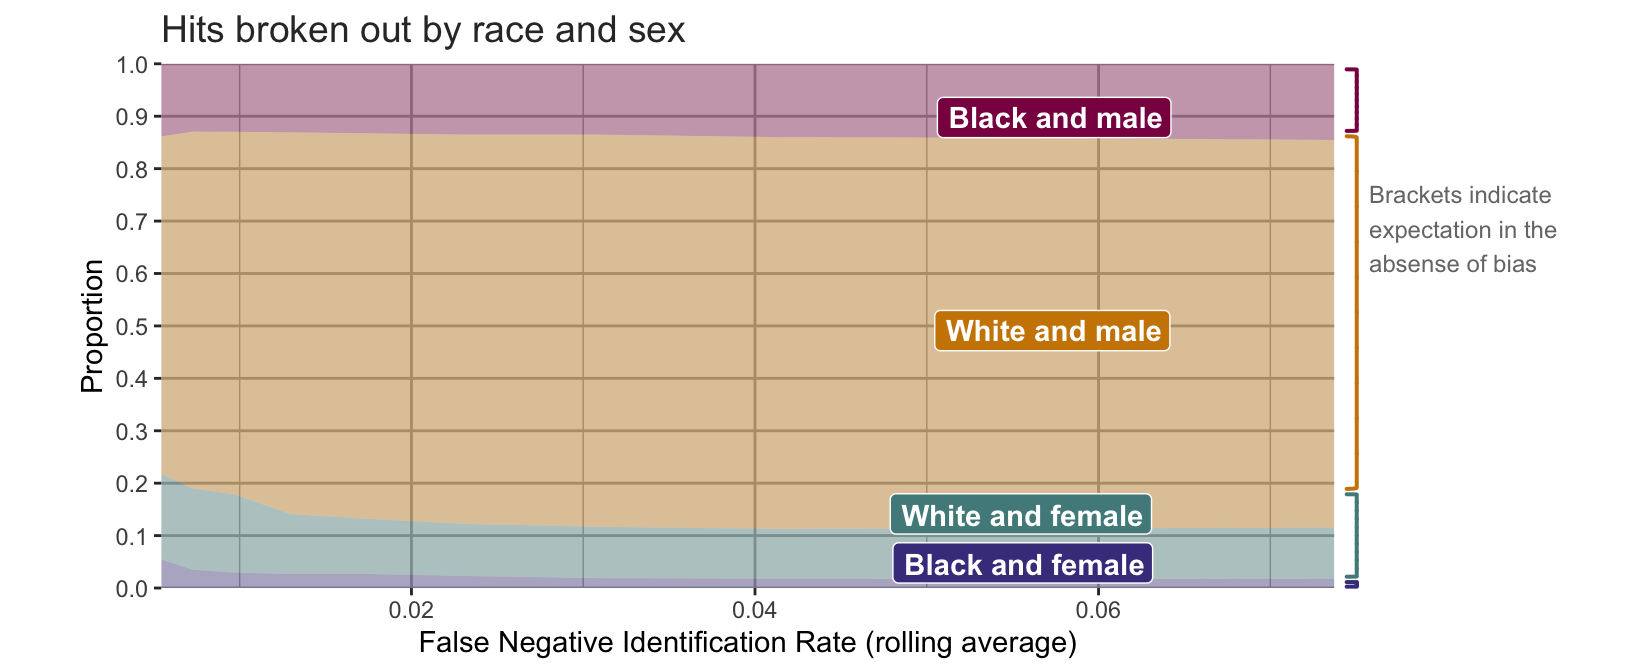 Hits broken out by race and sex
1.0
0.9
0.8
0.7
0.6
0.5
0.4
0.3
0.2
0.1
0.0
Proportion
Black and male
White and male
White and female
Black and female
Brackets indicate
expectation in the
absense of bias
0.02
0.04
0.06
False Negative Identification Rate (rolling average)